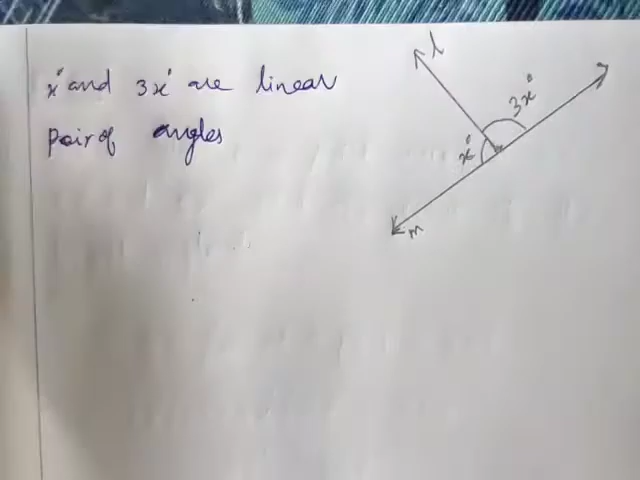 x° and 3x° are linear
pair of angles
l
3x°
x°
m